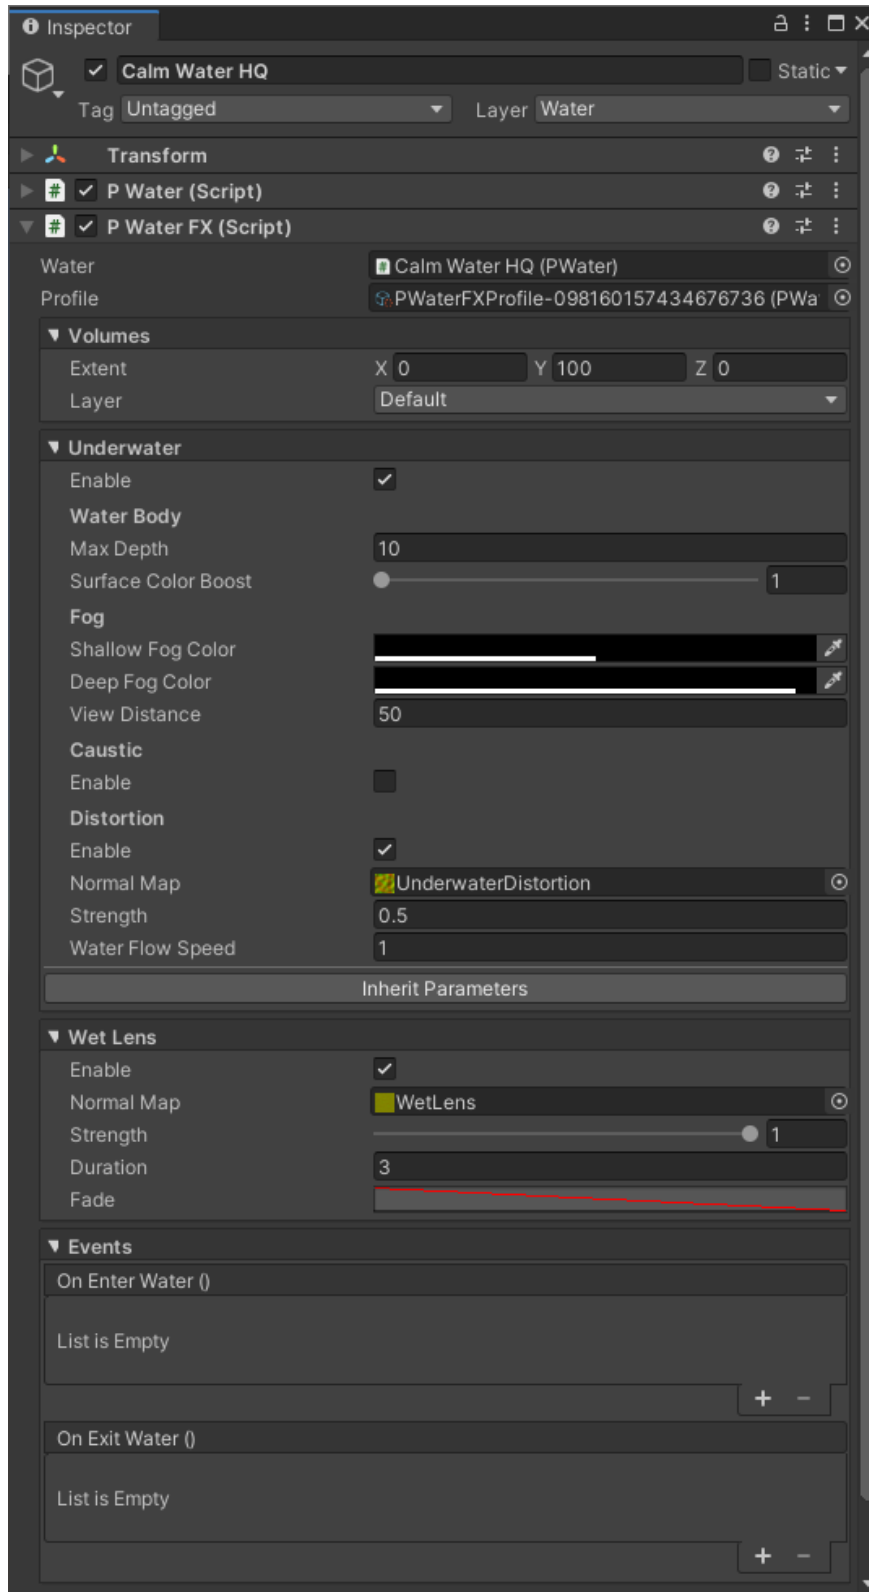 Inspector
Calm Water HQ Static
Tag Untagged Layer Water
Transform
# P Water (Script)
# P Water FX (Script)
Water # Calm Water HQ (PWater)
Profile PWaterFXProfile-098160157434676736 (PWa
Volumes
Extent X 0 Y 100 Z 0
Layer Default
Underwater
Enable
Water Body
Max Depth 10
Surface Color Boost 1
Fog
Shallow Fog Color
Deep Fog Color
View Distance 50
Caustic
Enable
Distortion
Enable
Normal Map UnderwaterDistortion
Strength 0.5
Water Flow Speed 1
Inherit Parameters
Wet Lens
Enable
Normal Map WetLens
Strength 1
Duration 3
Fade
Events
On Enter Water ()
List is Empty
+ −
On Exit Water ()
List is Empty
+ −